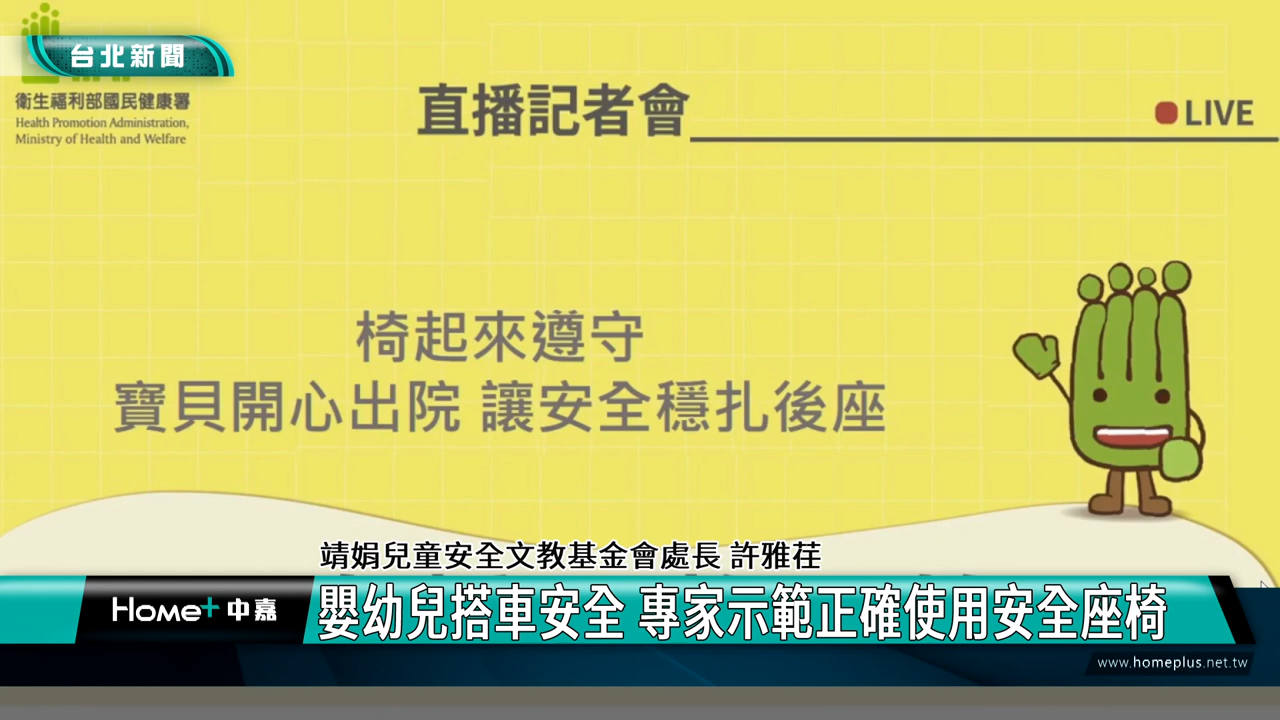 台北新聞
衛生福利部國民健康署
Health Promotion Administration,
Ministry of Health and Welfare
直播記者會
LIVE
椅起來遵守
寶貝開心出院 讓安全穩扎後座
靖娟兒童安全文教基金會處長 許雅荏
Home+ 中嘉
嬰幼兒搭車安全 專家示範正確使用安全座椅
www.homeplus.net.tw